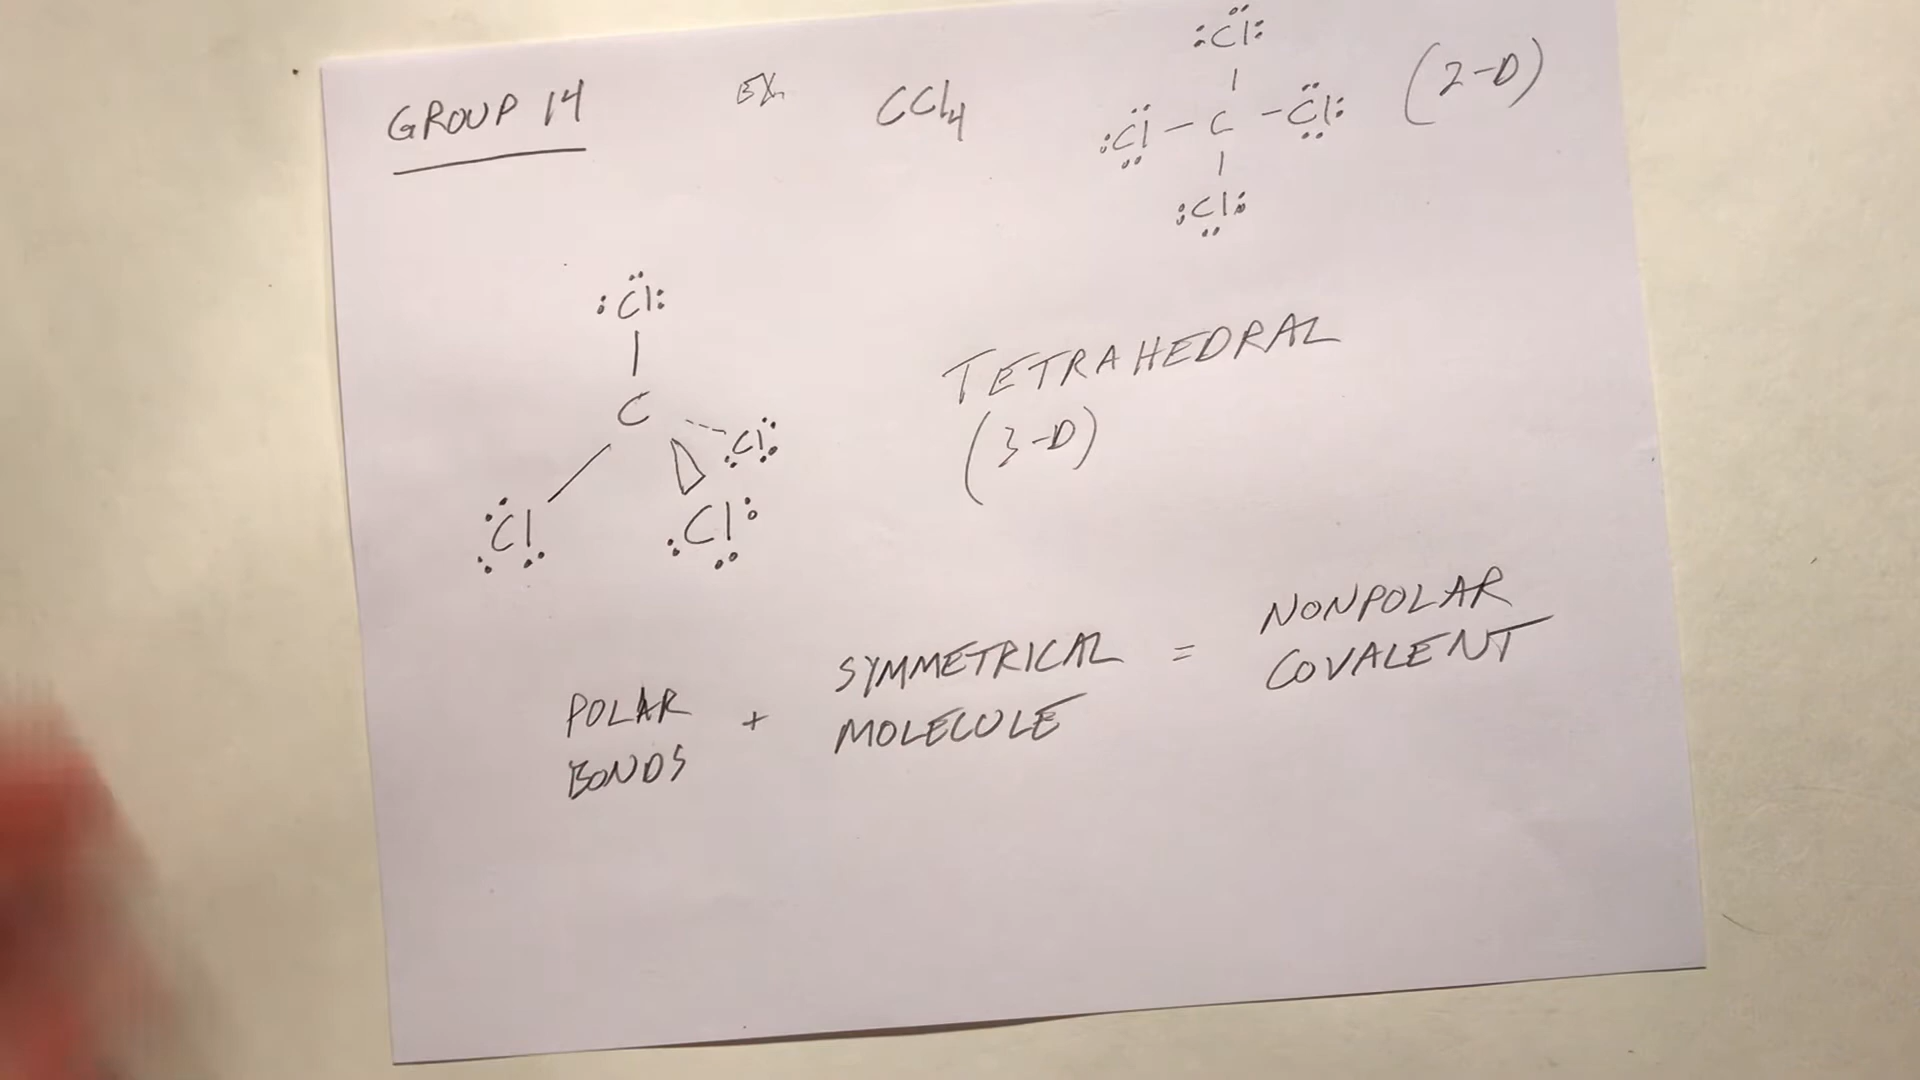 GROUP 14 EX. CCl4
:Cl:
:Cl - C - Cl: (2-D)
:Cl:
:Cl:
C
Cl
Cl
Cl
TETRAHEDRAL
(3-D)
POLAR
BONDS
+
SYMMETRICAL
MOLECULE
=
NONPOLAR
COVALENT